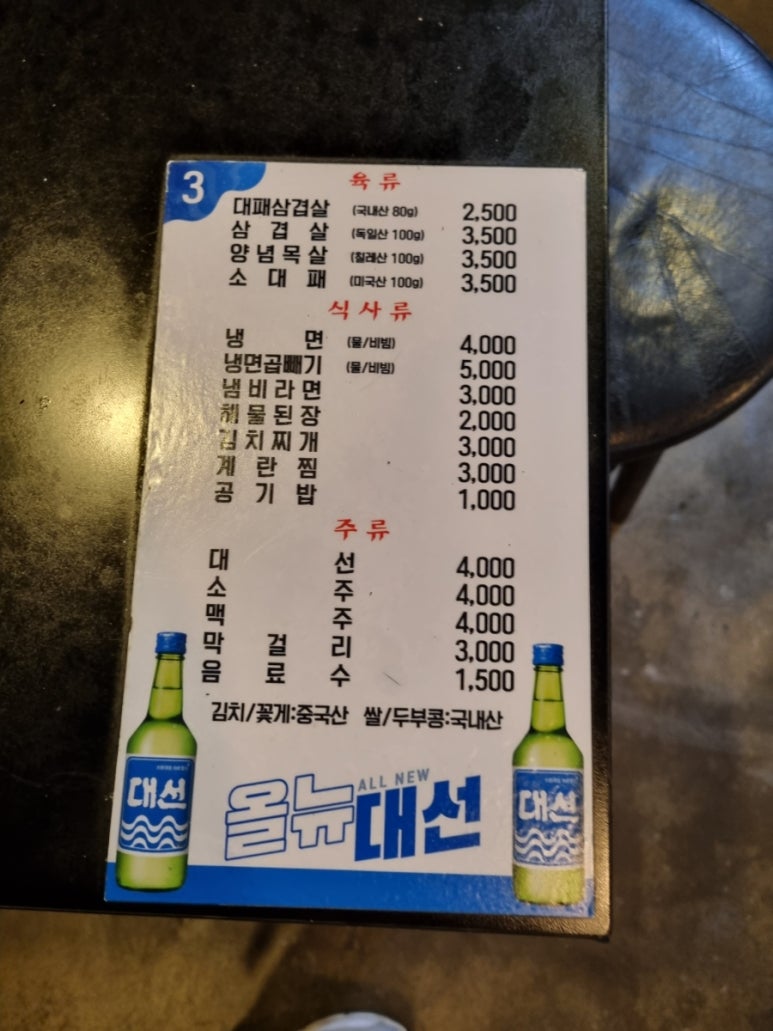 3
육류
대패삼겹살 (국내산 80g) 2,500
삼겹살 (독일산 100g) 3,500
양념목살 (칠레산 100g) 3,500
소대패 (미국산 100g) 3,500
식사류
냉면 (물/비빔) 4,000
냉면곱빼기 (물/비빔) 5,000
냄비라면 3,000
해물된장 2,000
김치찌개 3,000
계란찜 3,000
공기밥 1,000
주류
대선 4,000
소주 4,000
맥주 4,000
막걸리 3,000
음료수 1,500
김치/꽃게:중국산 쌀/두부콩:국내산
ALL NEW
올뉴대선
대선
대선